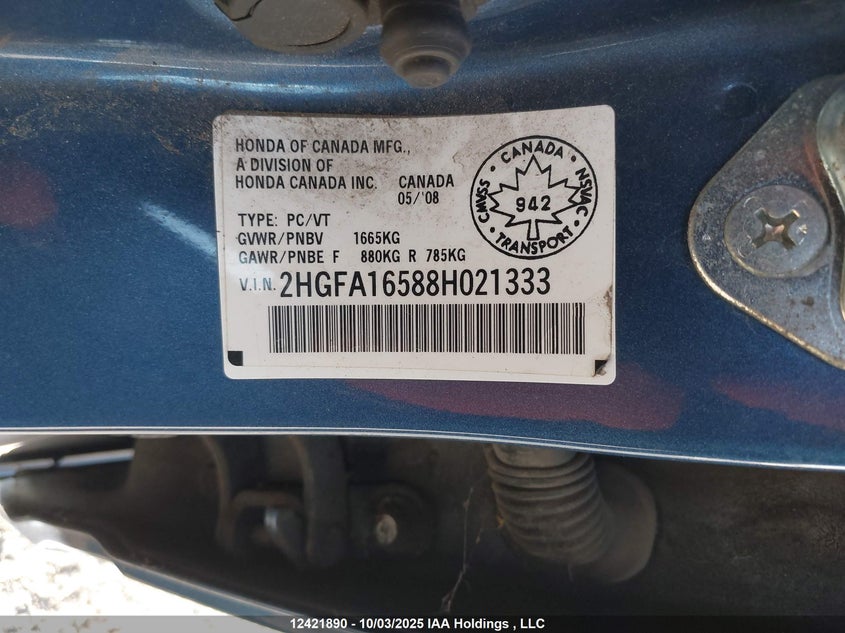 HONDA OF CANADA MFG.,
A DIVISION OF
HONDA CANADA INC. CANADA
05/'08
TYPE: PC/VT
GVWR/PNBV 1665KG
GAWR/PNBE F 880KG R 785KG
V.I.N. 2HGFA16588H021333
CANADA
CMVSS 942 NSVAC
TRANSPORT
12421890 - 10/03/2025 IAA Holdings , LLC